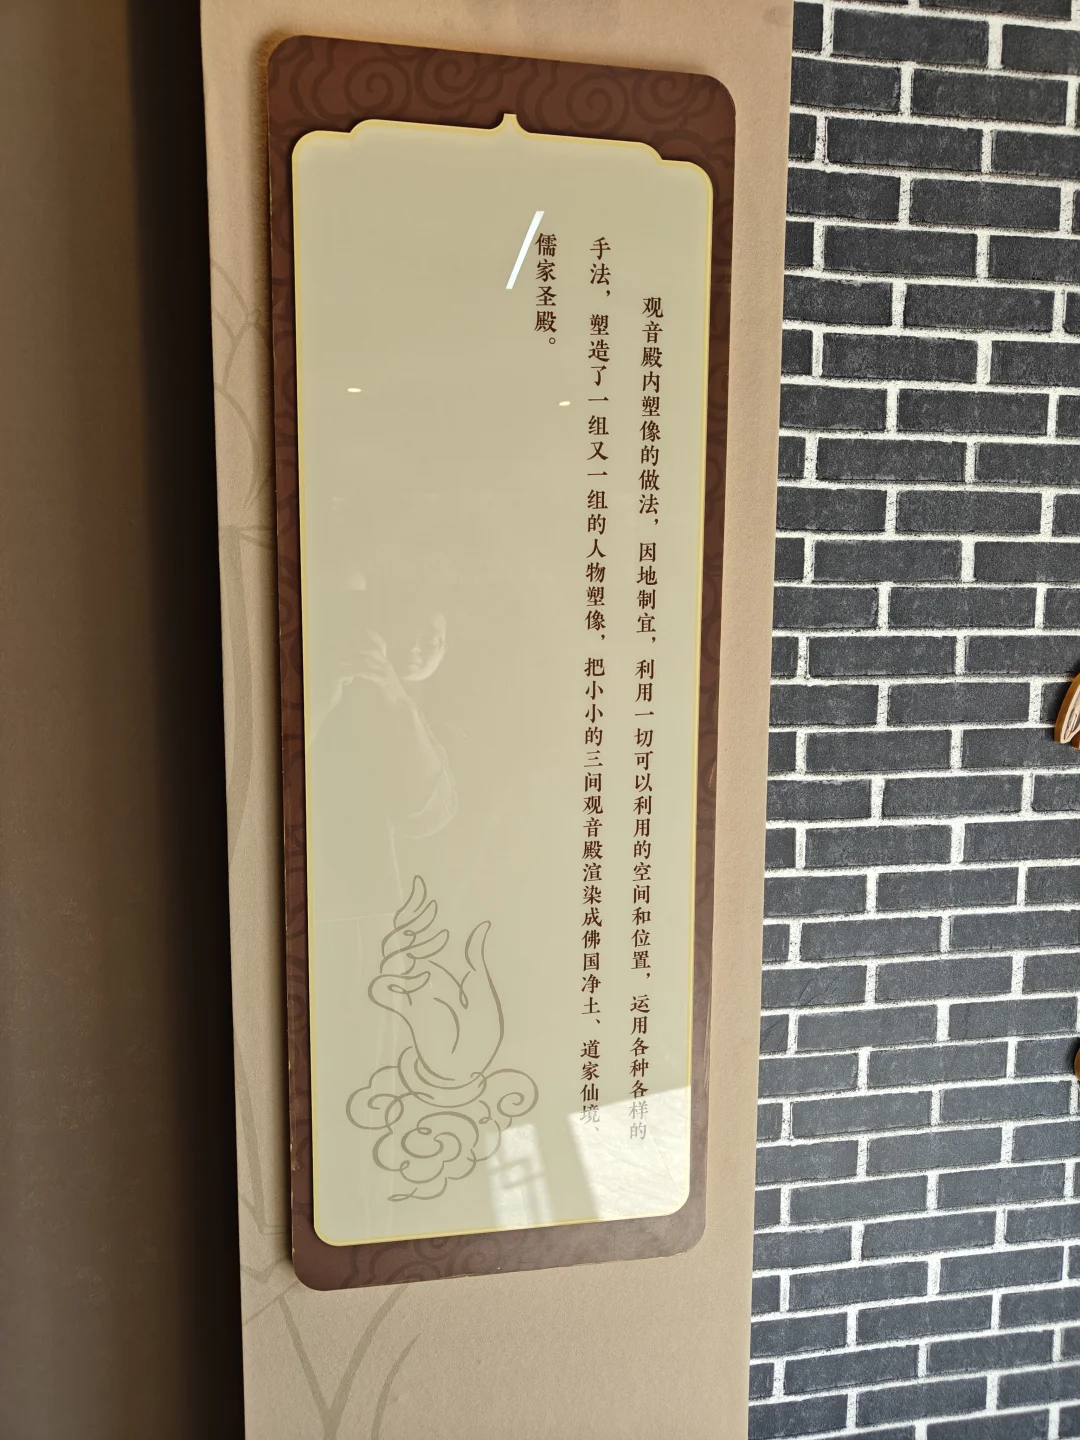 观音殿内塑像的做法，因地制宜，利用一切可以利用的空间和位置，运用各种各样的
手法，塑造了一组又一组的人物塑像，把小小的三间观音殿渲染成佛国净土、道家仙境、
儒家圣殿。